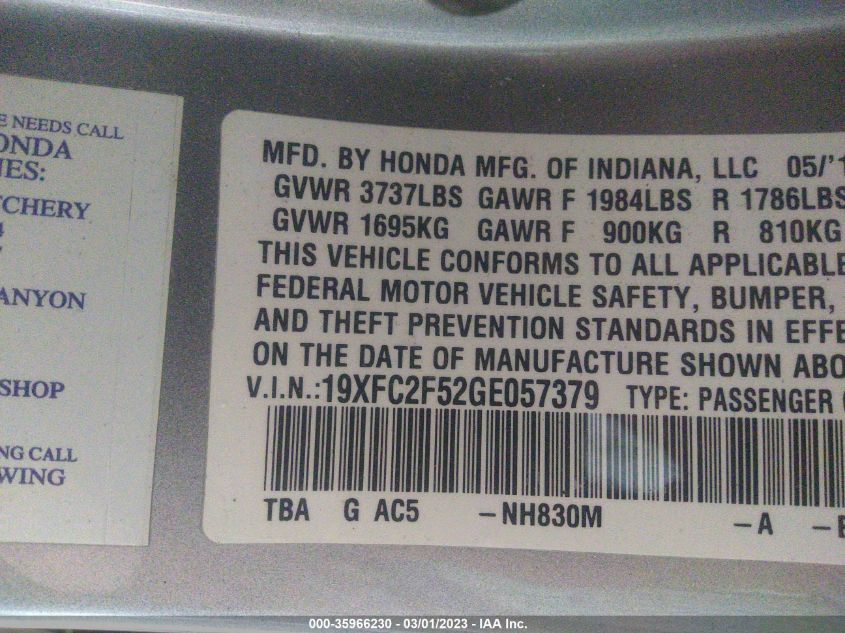 E NEEDS CALL
ONDA
NES:
TCHERY
4
ANYON
SHOP
NG CALL
WING
MFD. BY HONDA MFG. OF INDIANA, LLC 05/'1
GVWR 3737LBS GAWR F 1984LBS R 1786LBS
GVWR 1695KG GAWR F 900KG R 810KG
THIS VEHICLE CONFORMS TO ALL APPLICABLE
FEDERAL MOTOR VEHICLE SAFETY, BUMPER,
AND THEFT PREVENTION STANDARDS IN EFFE
ON THE DATE OF MANUFACTURE SHOWN ABO
V.I.N.:19XFC2F52GE057379 TYPE: PASSENGER
TBA G AC5 -NH830M -A -E
000-35966230 - 03/01/2023 - IAA Inc.